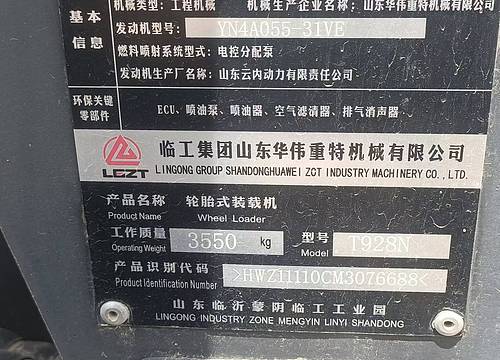 机械类型：工程机械 机械生产企业名称：山东华伟重特机械有限公司
基本信息
发动机型号： YN4A055-31VE
燃料喷射系统型式：电控分配泵
发动机生产厂名称：山东云内动力有限责任公司
环保关键零部件
ECU、喷油泵、喷油器、空气滤清器、排气消声器
LGZT
临工集团山东华伟重特机械有限公司
LINGONG GROUP SHANDONGHUAWEI ZCT INDUSTRY MACHINERY CO., LTD.
产品名称 轮胎式装载机
Product Name Wheel Loader
工作质量 3550 kg 型号 T928N
Operating Weight Model
产品识别代码 >HWZ11110CM3076688<
Product Identification Number
山东临沂蒙阴临工工业园
LINGONG INDUSTRY ZONE MENGYIN LINYI SHANDONG